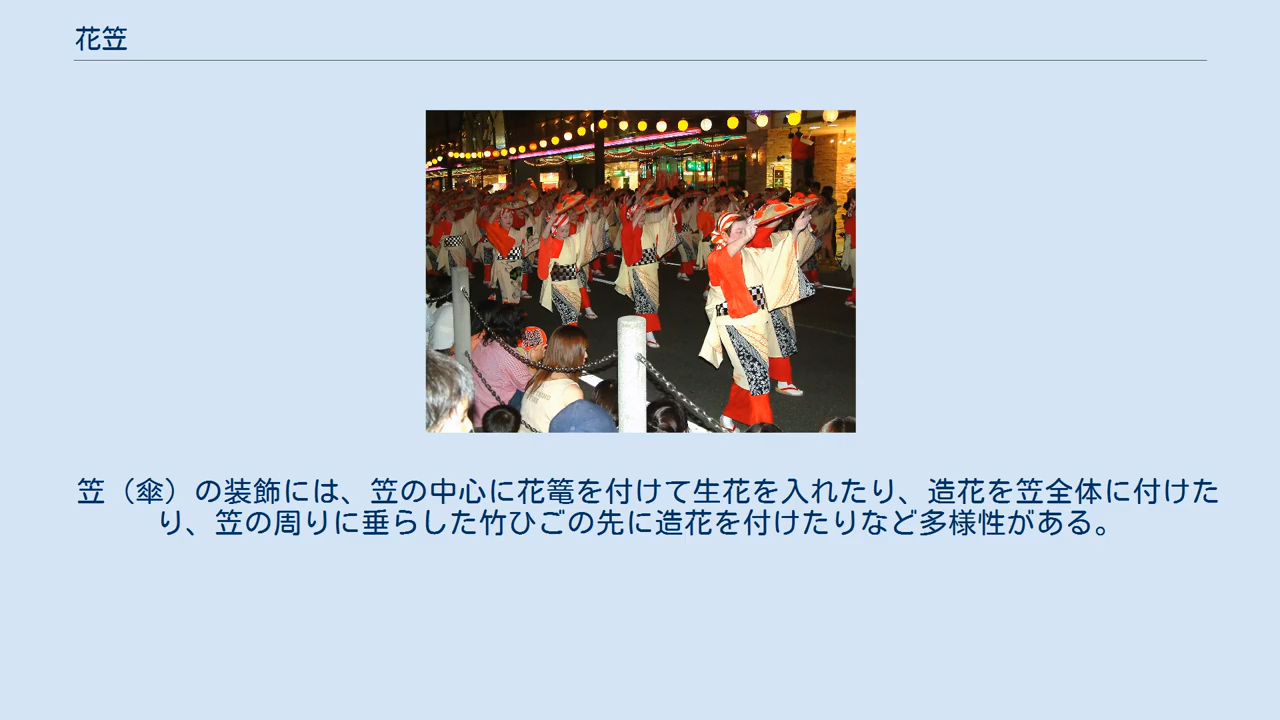 花笠
笠（傘）の装飾には、笠の中心に花篭を付けて生花を入れたり、造花を笠全体に付けた
り、笠の周りに垂らした竹ひごの先に造花を付けたりなど多様性がある。